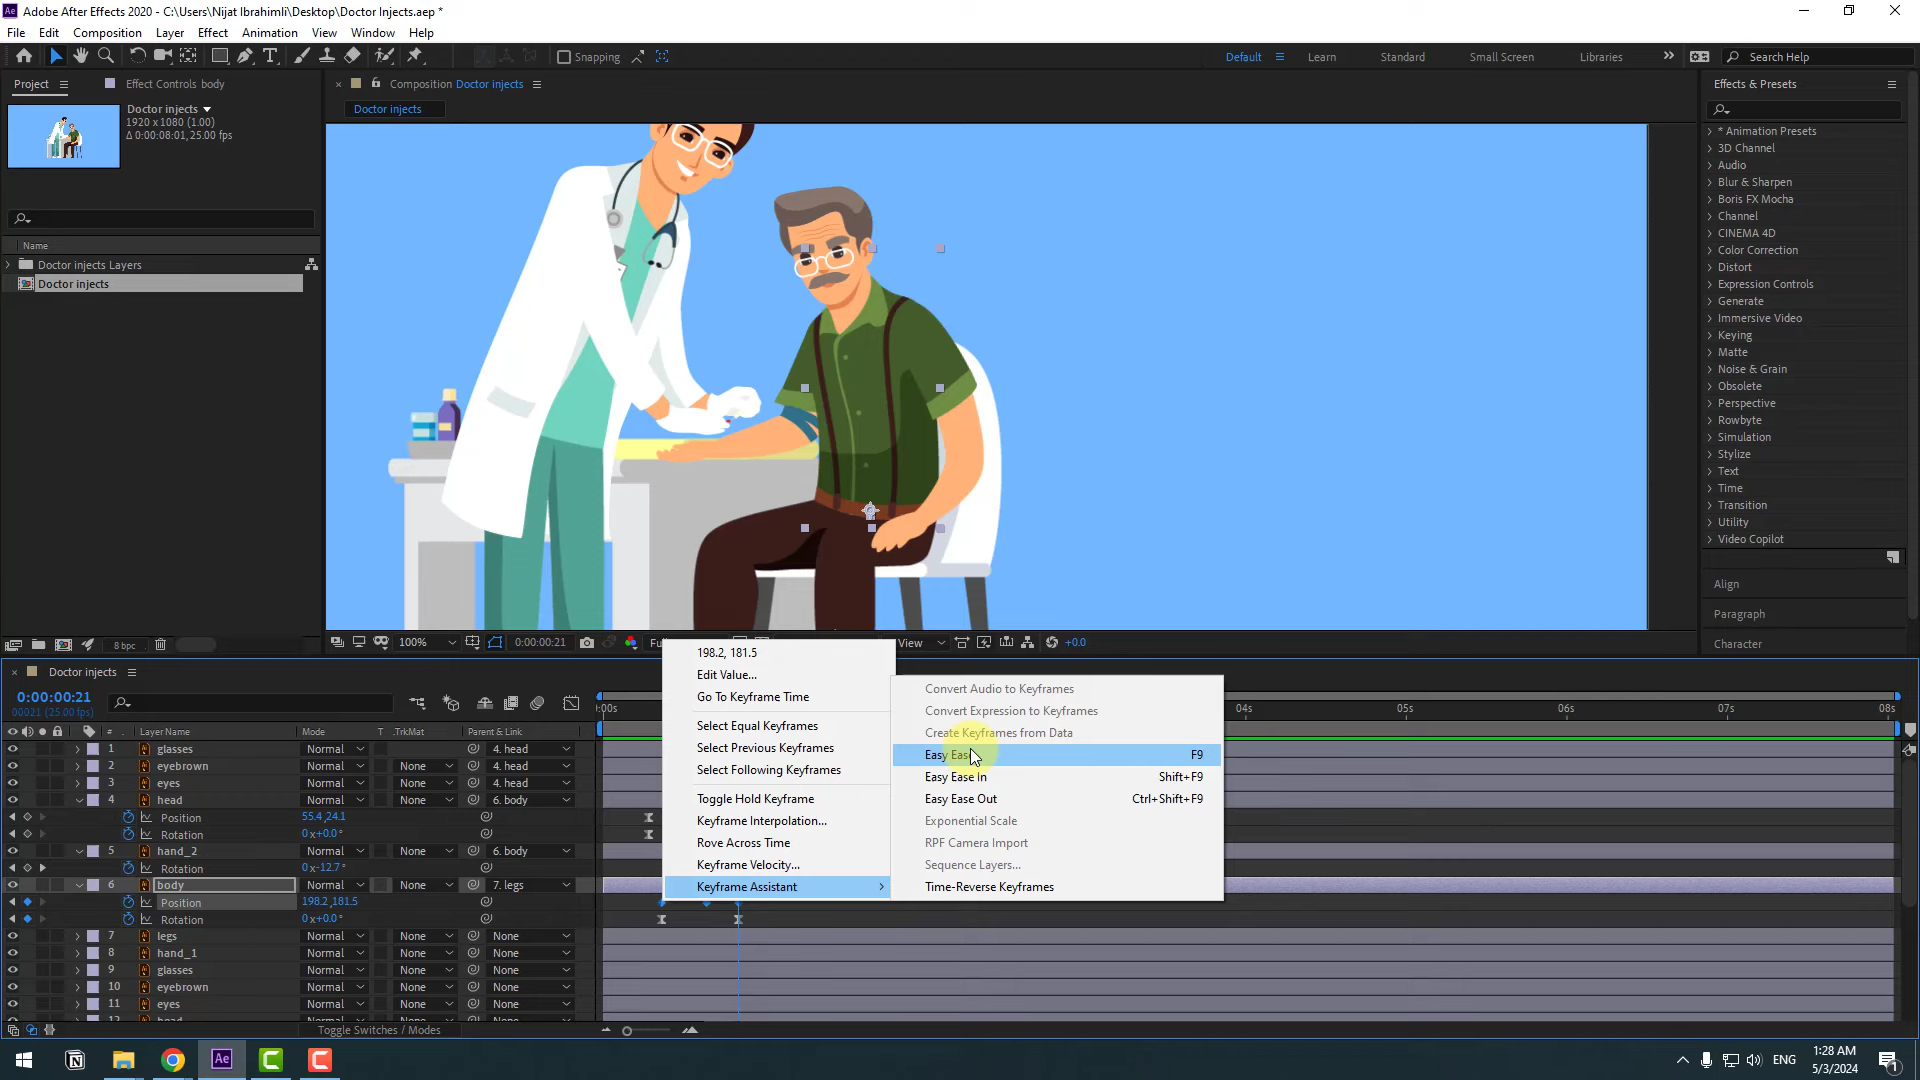 Adobe After Effects 2020 - C:\Users\Nijat Ibrahimli\Desktop\Doctor Injects.aep *
File Edit Composition Layer Effect Animation View Window Help
Snapping
Default Learn Standard Small Screen Libraries
Search Help
Project Effect Controls body
Doctor injects
1920 x 1080 (1.00)
Δ 0:00:08:01, 25.00 fps
Name
Doctor injects Layers
Doctor injects
8 bpc
Composition Doctor injects
Doctor injects
100% 0:00:00:21
View +0.0
Effects & Presets
* Animation Presets
3D Channel
Audio
Blur & Sharpen
Boris FX Mocha
Channel
CINEMA 4D
Color Correction
Distort
Expression Controls
Generate
Immersive Video
Keying
Matte
Noise & Grain
Obsolete
Perspective
Rowbyte
Simulation
Stylize
Text
Time
Transition
Utility
Video Copilot
Align
Paragraph
Character
Doctor injects
0:00:00:21
00021 (25.00 fps)
# Layer Name Mode T .TrkMat Parent & Link
1 glasses Normal 4. head
2 eyebrown Normal None 4. head
3 eyes Normal None 4. head
4 head Normal None 6. body
Position 55.4 ,24.1
Rotation 0 x+0.0 °
5 hand_2 Normal None 6. body
Rotation 0 x-12.7 °
6 body Normal None 7. legs
Position 198.2 ,181.5
Rotation 0 x+0.0 °
7 legs Normal None None
8 hand_1 Normal None None
9 glasses Normal None None
10 eyebrown Normal None None
11 eyes Normal None None
Toggle Switches / Modes
:00s 04s 05s 06s 07s 08s
198.2, 181.5
Edit Value...
Go To Keyframe Time
Select Equal Keyframes
Select Previous Keyframes
Select Following Keyframes
Toggle Hold Keyframe
Keyframe Interpolation...
Rove Across Time
Keyframe Velocity...
Keyframe Assistant
Convert Audio to Keyframes
Convert Expression to Keyframes
Create Keyframes from Data
Easy Ease F9
Easy Ease In Shift+F9
Easy Ease Out Ctrl+Shift+F9
Exponential Scale
RPF Camera Import
Sequence Layers...
Time-Reverse Keyframes
ENG
1:28 AM
5/3/2024